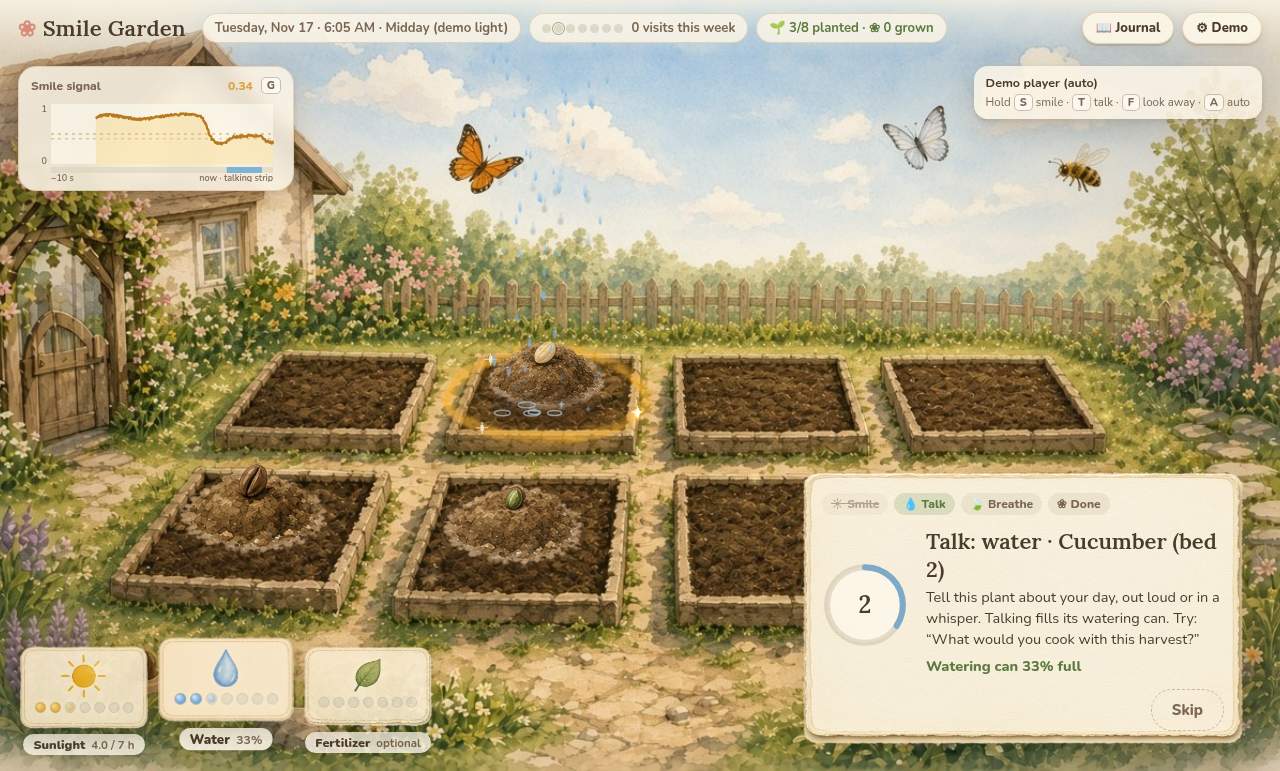 ❀ Smile Garden
Tuesday, Nov 17 · 6:05 AM · Midday (demo light)
0 visits this week
🌱 3/8 planted · ❀ 0 grown
📖 Journal
⚙ Demo
Smile signal 0.34 G
1
0
−10 s
now · talking strip
Demo player (auto)
Hold S smile · T talk · F look away · A auto
☀ Smile
💧 Talk
🍃 Breathe
❀ Done
Talk: water · Cucumber (bed
2)
2
Tell this plant about your day, out loud or in a
whisper. Talking fills its watering can. Try:
“What would you cook with this harvest?”
Watering can 33% full
Skip
Sunlight 4.0 / 7 h
Water 33%
Fertilizer optional